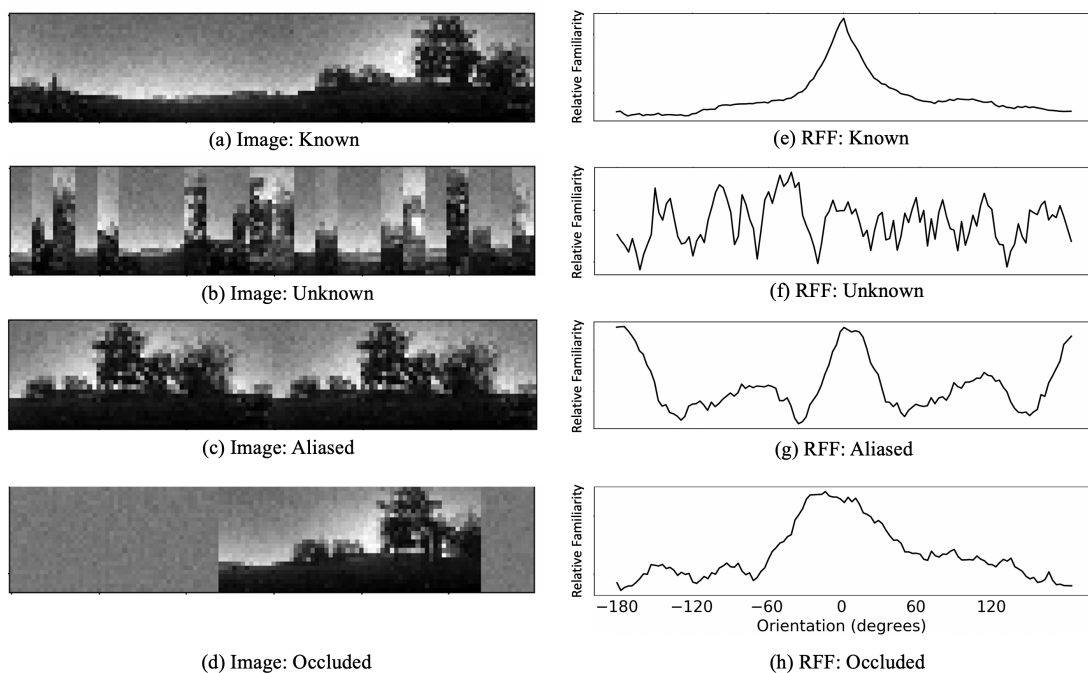 Relative Familiarity
(a) Image: Known
(e) RFF: Known
Relative Familiarity
(b) Image: Unknown
(f) RFF: Unknown
Relative Familiarity
(c) Image: Aliased
(g) RFF: Aliased
Relative Familiarity
−180 −120 −60 0 60 120
Orientation (degrees)
(d) Image: Occluded
(h) RFF: Occluded